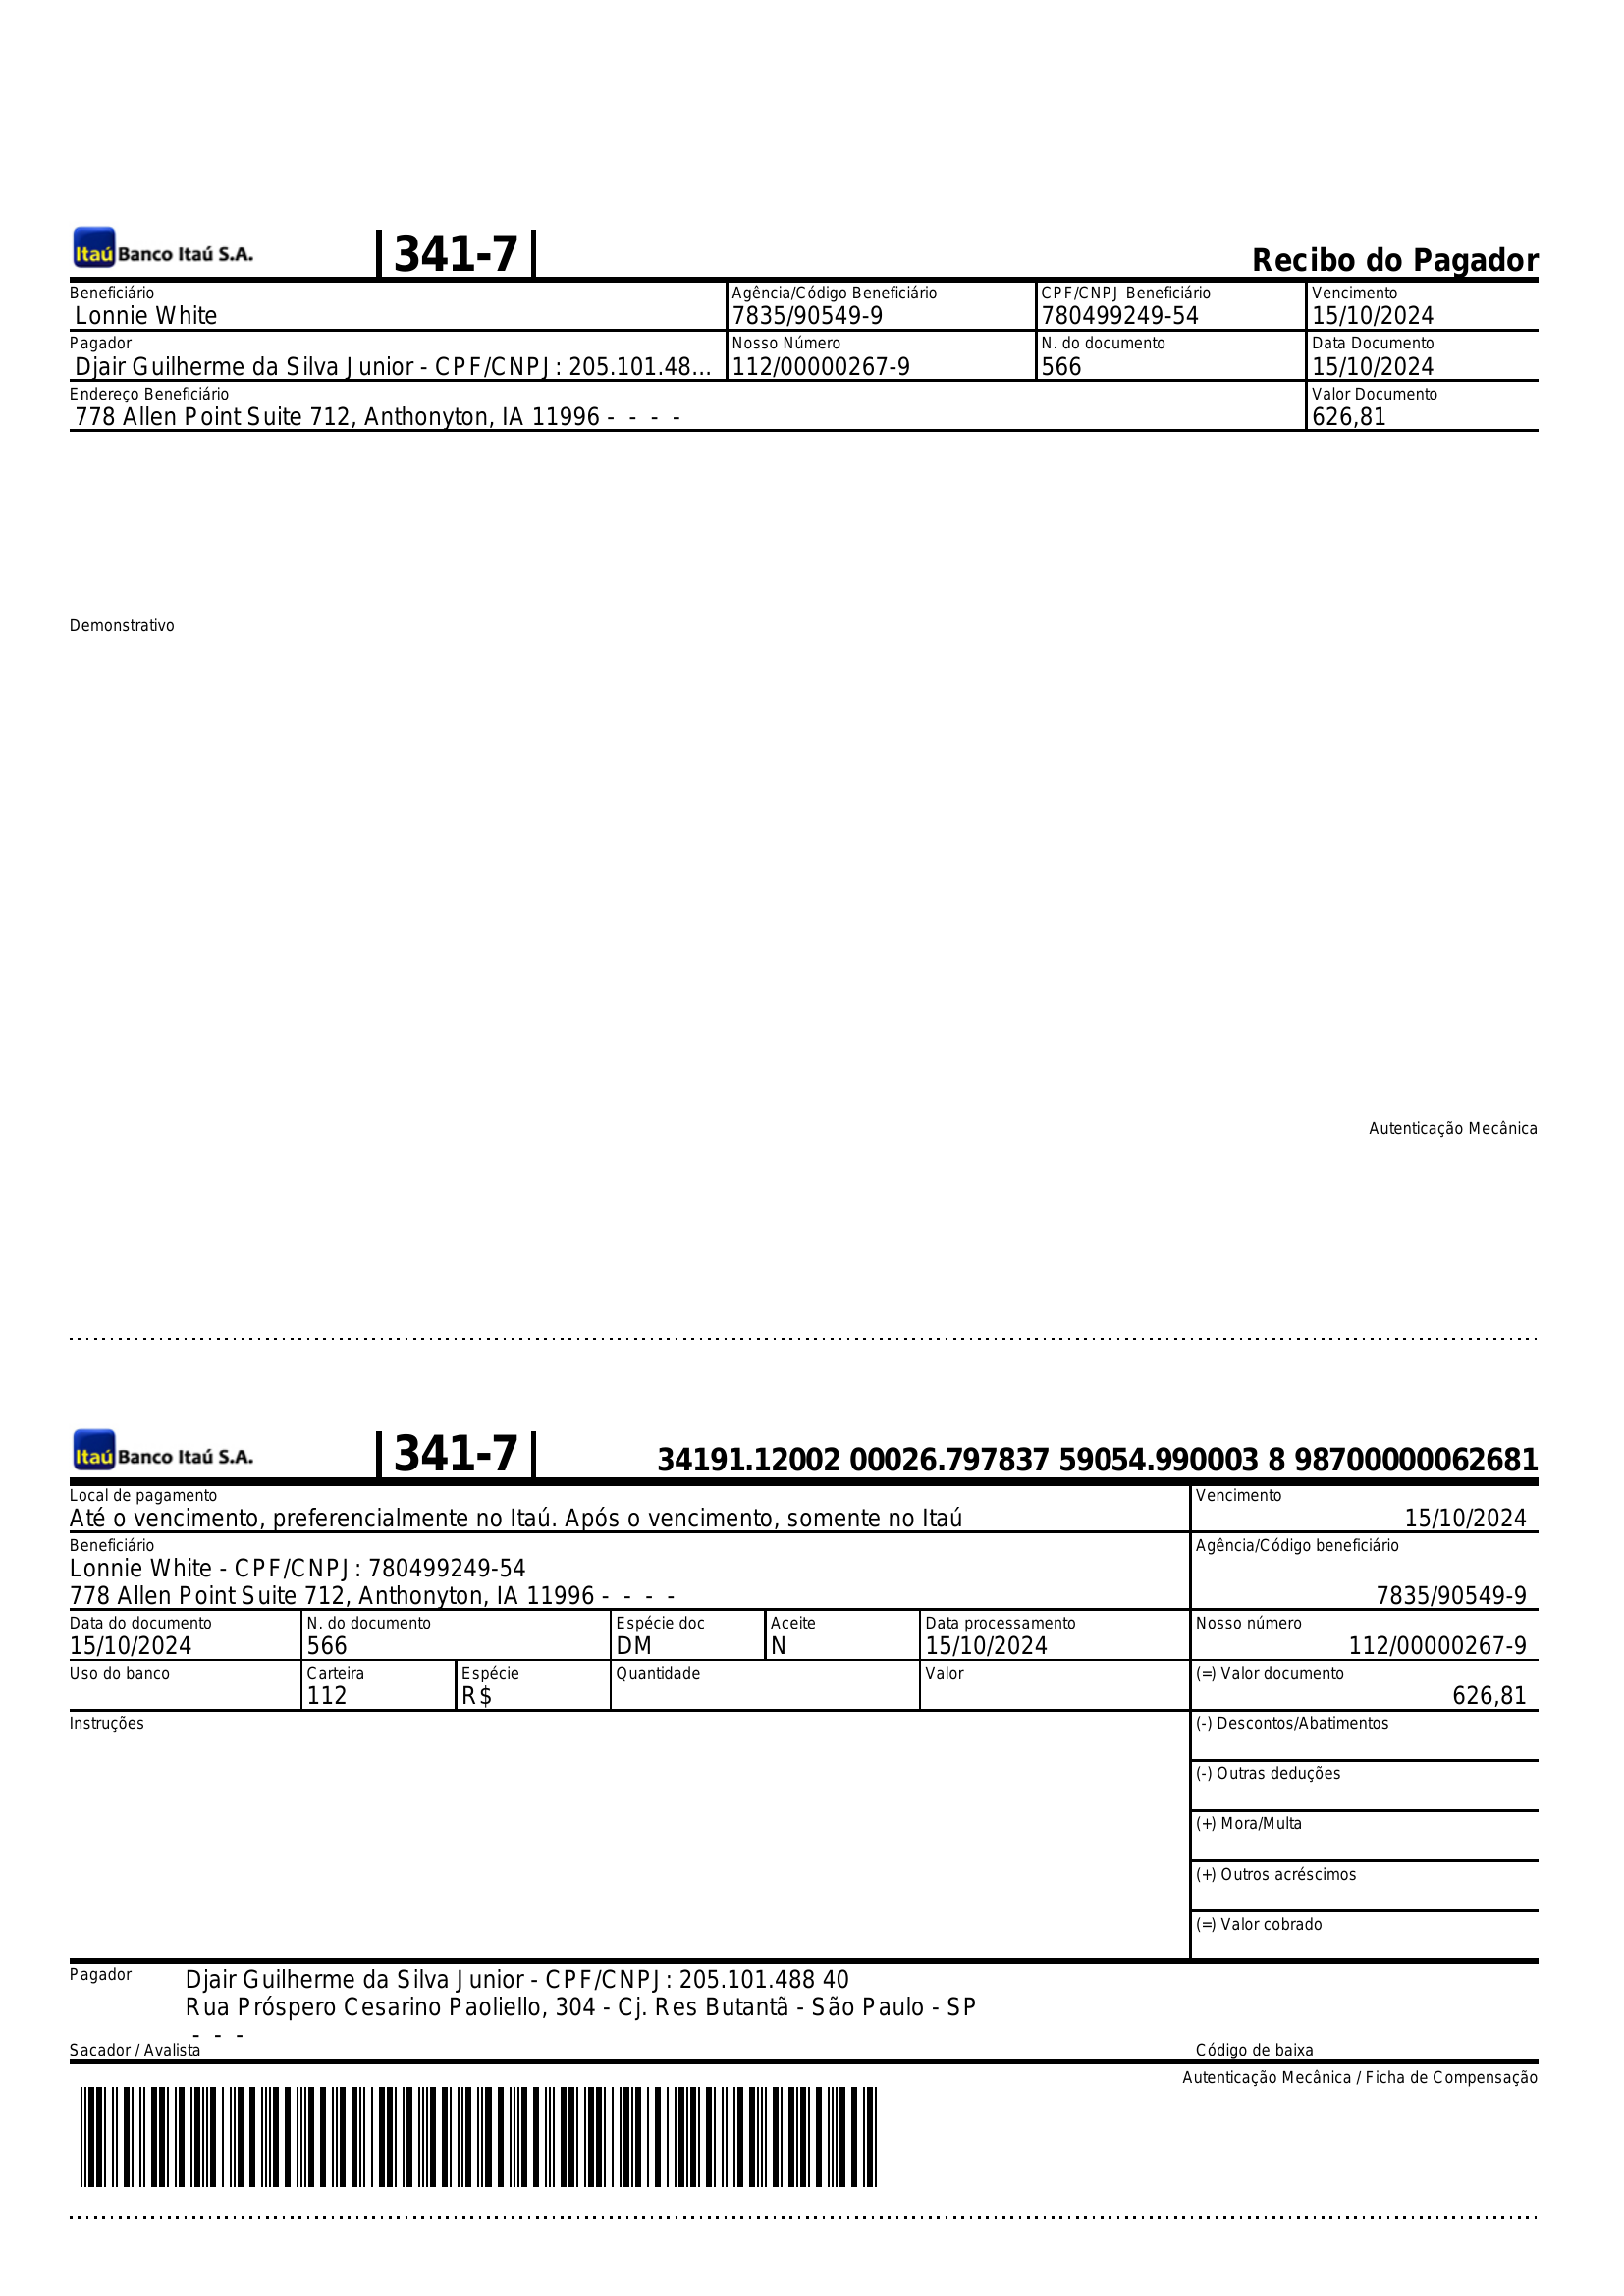 Itaú Banco Itaú S.A. 341-7 Recibo do Pagador
Beneficiário Agência/Código Beneficiário CPF/CNPJ Beneficiário Vencimento
Lonnie White 7835/90549-9 780499249-54 15/10/2024
Pagador Nosso Número N. do documento Data Documento
Djair Guilherme da Silva Junior - CPF/CNPJ: 205.101.48... 112/00000267-9 566 15/10/2024
Endereço Beneficiário Valor Documento
778 Allen Point Suite 712, Anthonyton, IA 11996 - - - - 626,81
Demonstrativo
Autenticação Mecânica
Itaú Banco Itaú S.A. 341-7 34191.12002 00026.797837 59054.990003 8 98700000062681
Local de pagamento Vencimento
Até o vencimento, preferencialmente no Itaú. Após o vencimento, somente no Itaú 15/10/2024
Beneficiário Agência/Código beneficiário
Lonnie White - CPF/CNPJ: 780499249-54
778 Allen Point Suite 712, Anthonyton, IA 11996 - - - - 7835/90549-9
Data do documento N. do documento Espécie doc Aceite Data processamento Nosso número
15/10/2024 566 DM N 15/10/2024 112/00000267-9
Uso do banco Carteira Espécie Quantidade Valor (=) Valor documento
112 R$ 626,81
Instruções (-) Descontos/Abatimentos
(-) Outras deduções
(+) Mora/Multa
(+) Outros acréscimos
(=) Valor cobrado
Pagador Djair Guilherme da Silva Junior - CPF/CNPJ: 205.101.488 40
Rua Próspero Cesarino Paoliello, 304 - Cj. Res Butantã - São Paulo - SP
- - -
Sacador / Avalista Código de baixa
Autenticação Mecânica / Ficha de Compensação